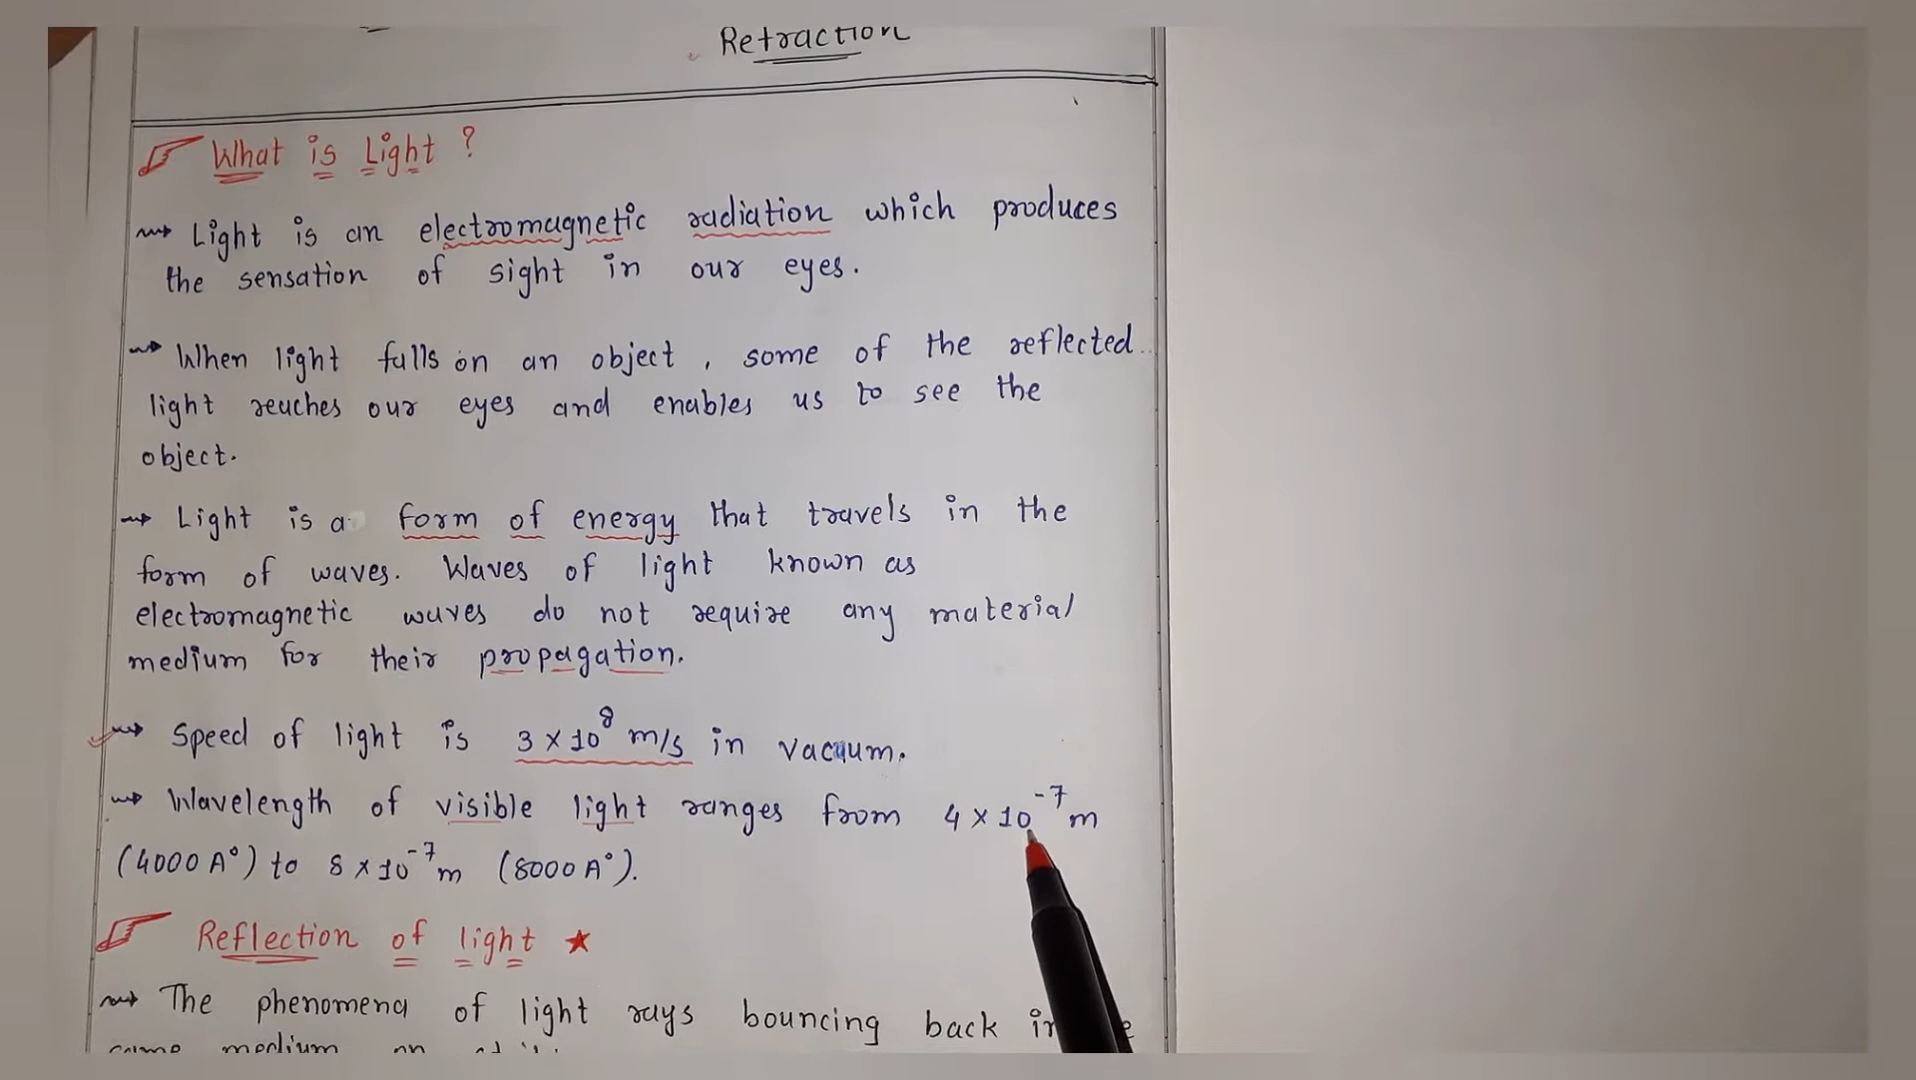 Refraction
What is Light ?
Light is an electromagnetic radiation which produces
the sensation of sight in our eyes.
When light falls on an object , some of the reflected
light reaches our eyes and enables us to see the
object.
Light is a form of energy that travels in the
form of waves. Waves of light known as
electromagnetic waves do not require any material
medium for their propagation.
Speed of light is 3 × 10⁸ m/s in vacuum.
Wavelength of visible light ranges from 4 × 10⁻⁷ m
(4000 A°) to 8 × 10⁻⁷ m (8000 A°).
Reflection of light ★
The phenomena of light rays bouncing back
same medium on